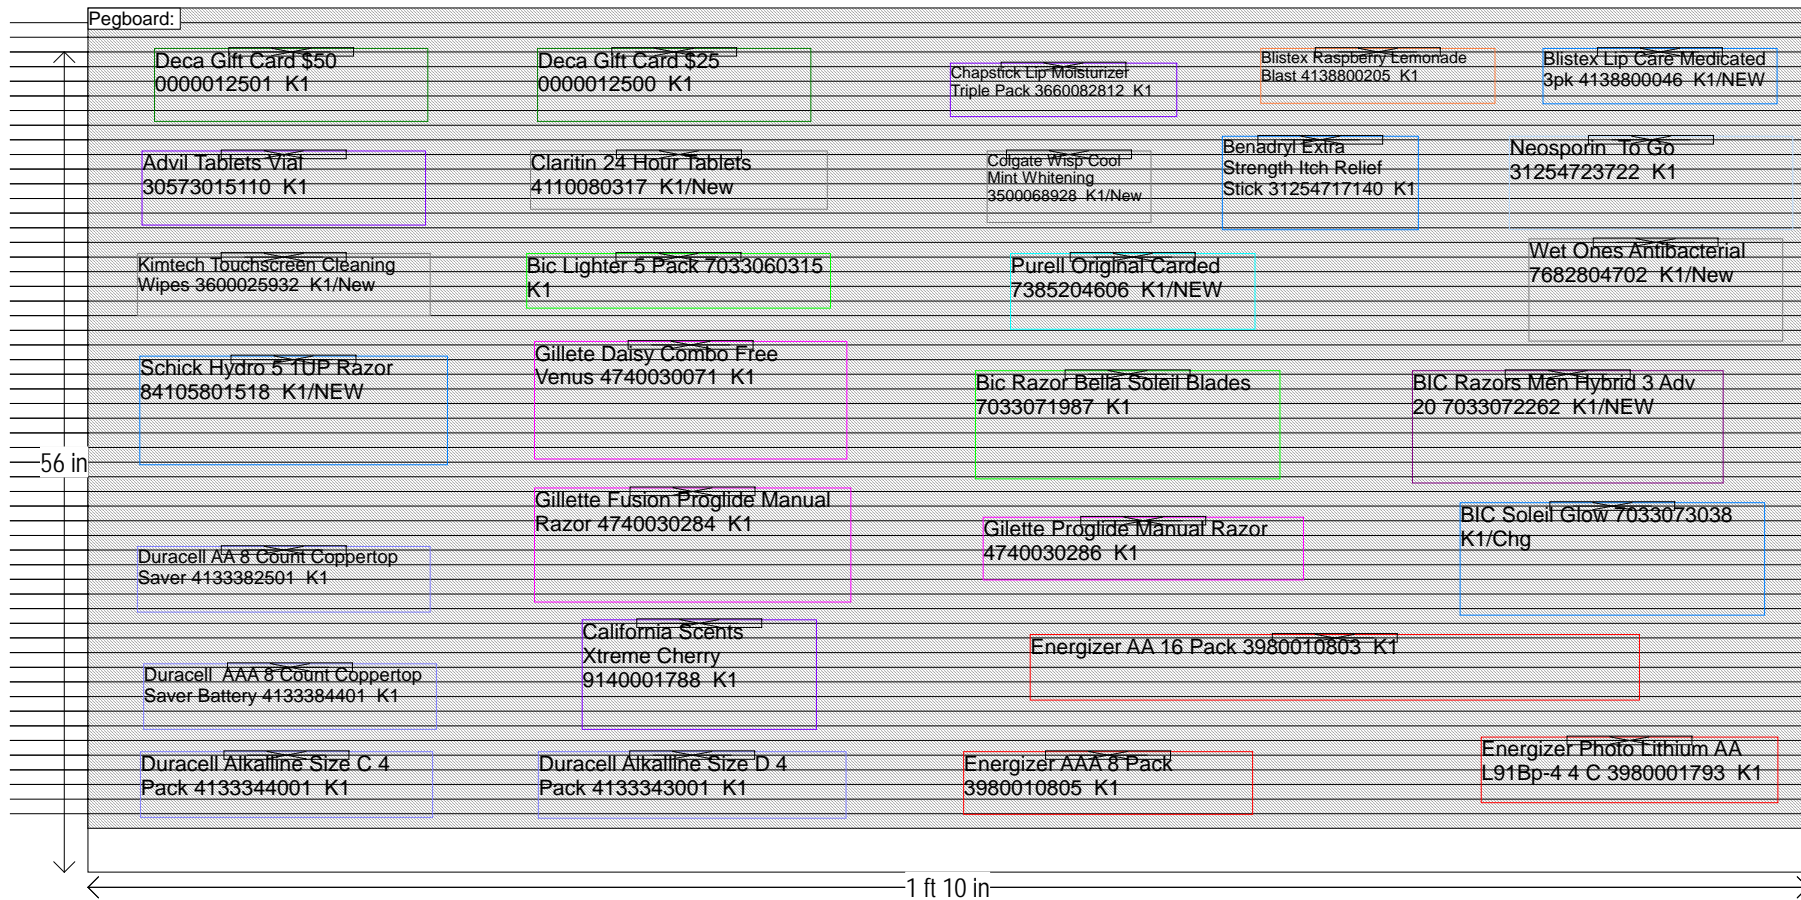 Pegboard:
Deca Gift Card $50
0000012501  K1
Deca Gift Card $25
0000012500  K1
Chapstick Lip Moisturizer
Triple Pack 3660082812  K1
Blistex Raspberry Lemonade
Blast 4138800205  K1
Blistex Lip Care Medicated
3pk 4138800046  K1/NEW
Advil Tablets Vial
30573015110  K1
Claritin 24 Hour Tablets
4110080317  K1/New
Colgate Wisp Cool
Mint Whitening
3500068928  K1/New
Benadryl Extra
Strength Itch Relief
Stick 31254717140  K1
Neosporin  To Go
31254723722  K1
Kimtech Touchscreen Cleaning
Wipes 3600025932  K1/New
Bic Lighter 5 Pack 7033060315
K1
Purell Original Carded
7385204606  K1/NEW
Wet Ones Antibacterial
7682804702  K1/New
Schick Hydro 5 1UP Razor
84105801518  K1/NEW
Gillete Daisy Combo Free
Venus 4740030071  K1
Bic Razor Bella Soleil Blades
7033071987  K1
BIC Razors Men Hybrid 3 Adv
20 7033072262  K1/NEW
56 in
Duracell AA 8 Count Coppertop
Saver 4133382501  K1
Gillette Fusion Proglide Manual
Razor 4740030284  K1
Gilette Proglide Manual Razor
4740030286  K1
BIC Soleil Glow 7033073038
K1/Chg
Duracell  AAA 8 Count Coppertop
Saver Battery 4133384401  K1
California Scents
Xtreme Cherry
9140001788  K1
Energizer AA 16 Pack 3980010803  K1
Duracell Alkaline Size C 4
Pack 4133344001  K1
Duracell Alkaline Size D 4
Pack 4133343001  K1
Energizer AAA 8 Pack
3980010805  K1
Energizer Photo Lithium AA
L91Bp-4 4 C 3980001793  K1
1 ft 10 in